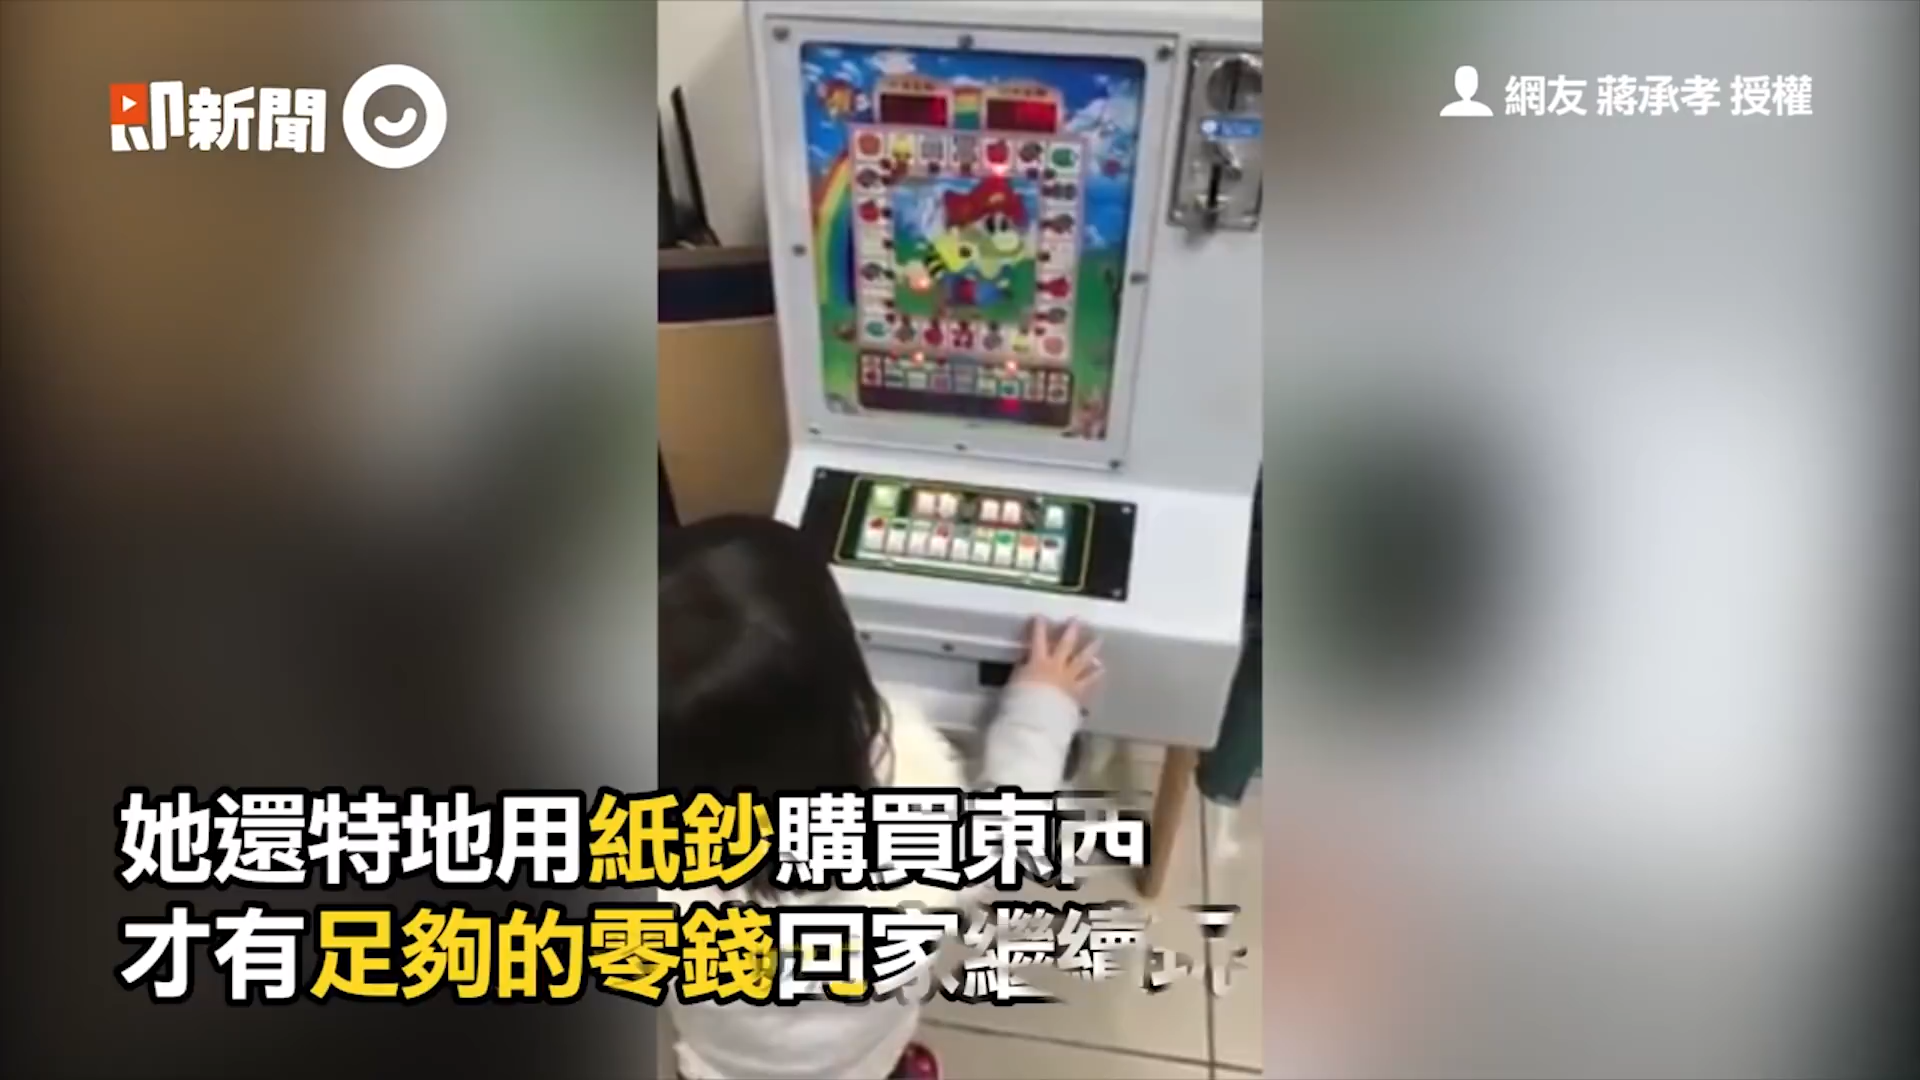 即新聞
網友 蔣承孝 授權
她還特地用紙鈔購買東西
才有足夠的零錢回家繼續玩